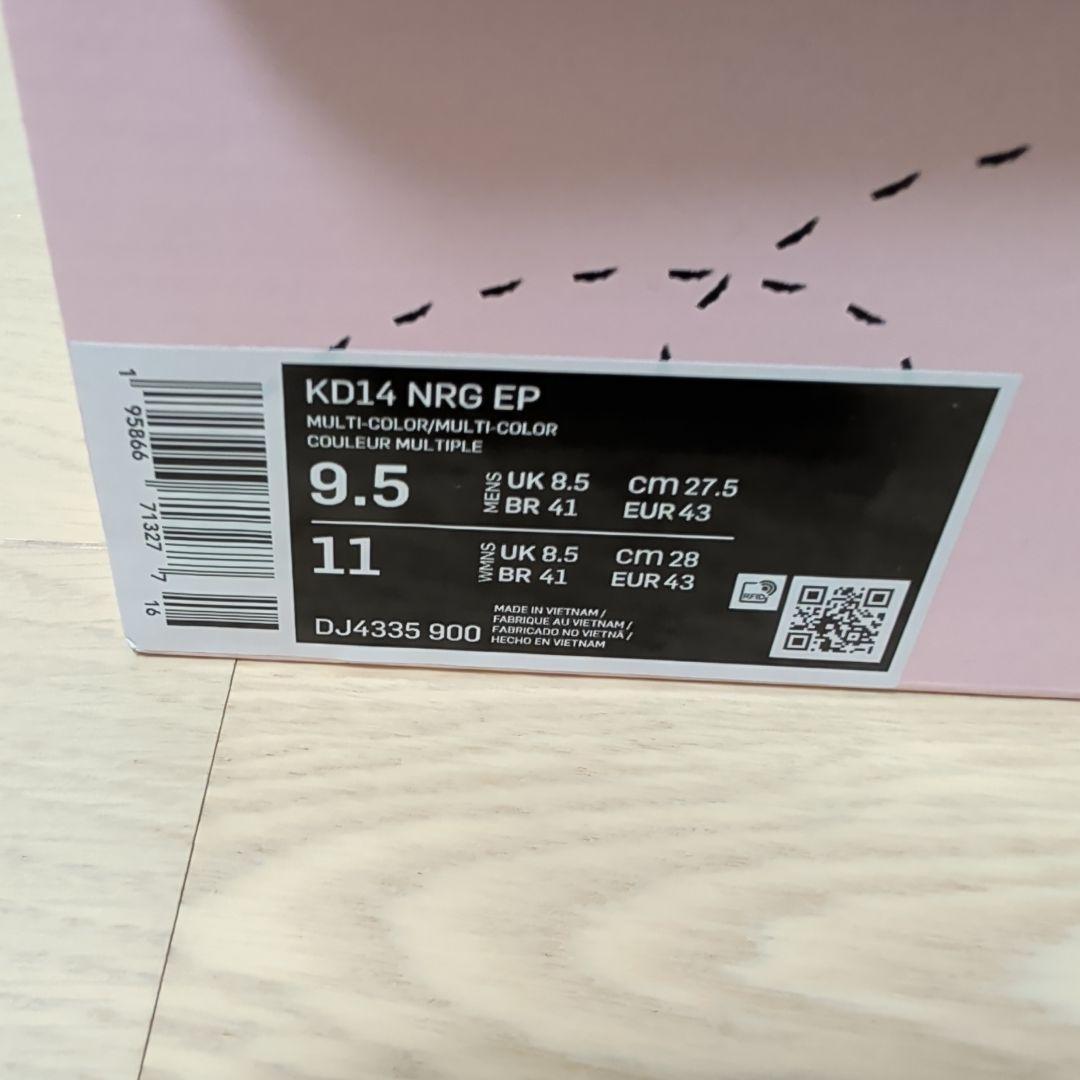 KD14 NRG EP
MULTI-COLOR/MULTI-COLOR
COULEUR MULTIPLE
9.5 MENS UK 8.5 cm 27.5
BR 41 EUR 43
11 WMNS UK 8.5 cm 28
BR 41 EUR 43
DJ4335 900
MADE IN VIETNAM /
FABRIQUE AU VIETNAM /
FABRICADO NO VIETNÃ /
HECHO EN VIETNAM
RFID
1 95866 71327 7 16